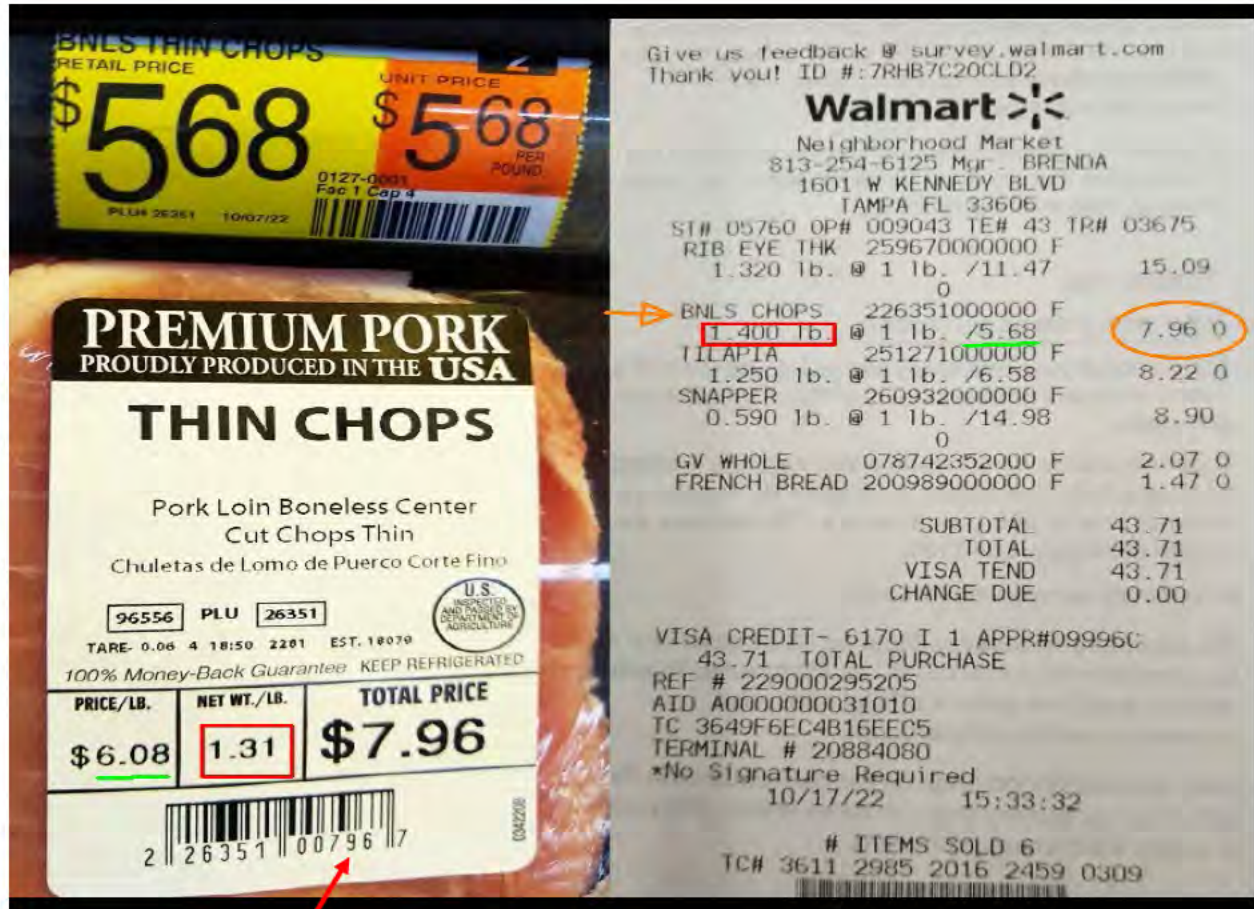 BNLS THIN CHOPS
RETAIL PRICE
$568
UNIT PRICE
$568
PER
POUND.
0127-0001
Fac 1 Cap 4
PLU# 26351 10/07/22
PREMIUM PORK
PROUDLY PRODUCED IN THE USA
THIN CHOPS
Pork Loin Boneless Center
Cut Chops Thin
Chuletas de Lomo de Puerco Corte Fino
96556 PLU 26351
U.S.
INSPECTED
AND PASSED BY
DEPARTMENT OF
AGRICULTURE
TARE- 0.06 4 18:50 2281 EST. 18079
100% Money-Back Guarantee KEEP REFRIGERATED
PRICE/LB. NET WT./LB. TOTAL PRICE
$6.08 1.31 $7.96
2 26351 00796 7
0342208
Give us feedback @ survey.walmart.com
Thank you! ID #:7RHB7C20CLD2
Walmart
Neighborhood Market
813-254-6125 Mgr. BRENDA
1601 W KENNEDY BLVD
TAMPA FL 33606
ST# 05760 OP# 009043 TE# 43 TR# 03675
RIB EYE THK 259670000000 F
1.320 lb. @ 1 lb. /11.47 15.09
0
BNLS CHOPS 226351000000 F
1.400 lb. @ 1 lb. /5.68 7.96 0
TILAPIA 251271000000 F
1.250 lb. @ 1 lb. /6.58 8.22 0
SNAPPER 260932000000 F
0.590 lb. @ 1 lb. /14.98 8.90
0
GV WHOLE 078742352000 F 2.07 0
FRENCH BREAD 200989000000 F 1.47 0
SUBTOTAL 43.71
TOTAL 43.71
VISA TEND 43.71
CHANGE DUE 0.00
VISA CREDIT- 6170 I 1 APPR#09996C
43.71 TOTAL PURCHASE
REF # 229000295205
AID A0000000031010
TC 3649F6EC4B16EEC5
TERMINAL # 20884080
*No Signature Required
10/17/22 15:33:32
# ITEMS SOLD 6
TC# 3611 2985 2016 2459 0309